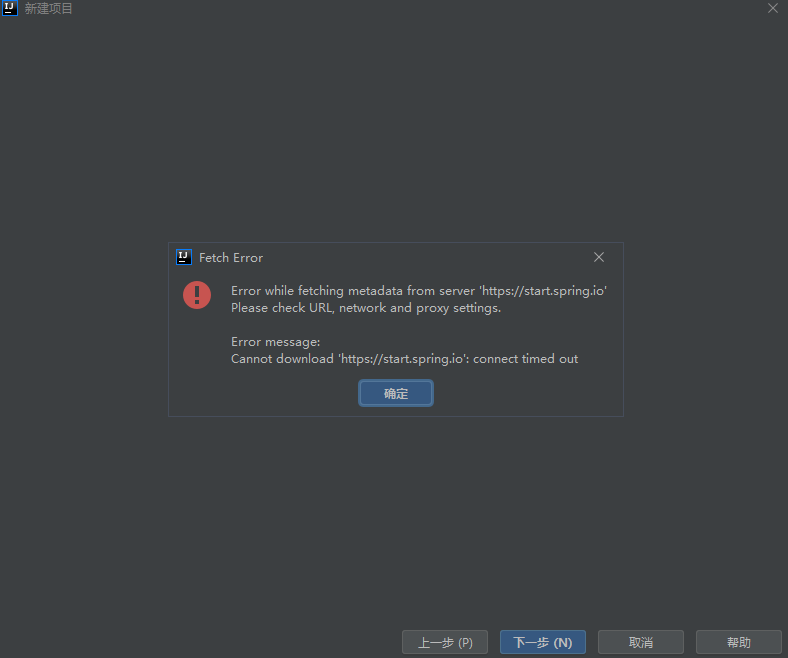 IJ 新建项目
IJ Fetch Error
Error while fetching metadata from server 'https://start.spring.io'
Please check URL, network and proxy settings.
Error message:
Cannot download 'https://start.spring.io': connect timed out
确定
上一步 (P) 下一步 (N) 取消 帮助